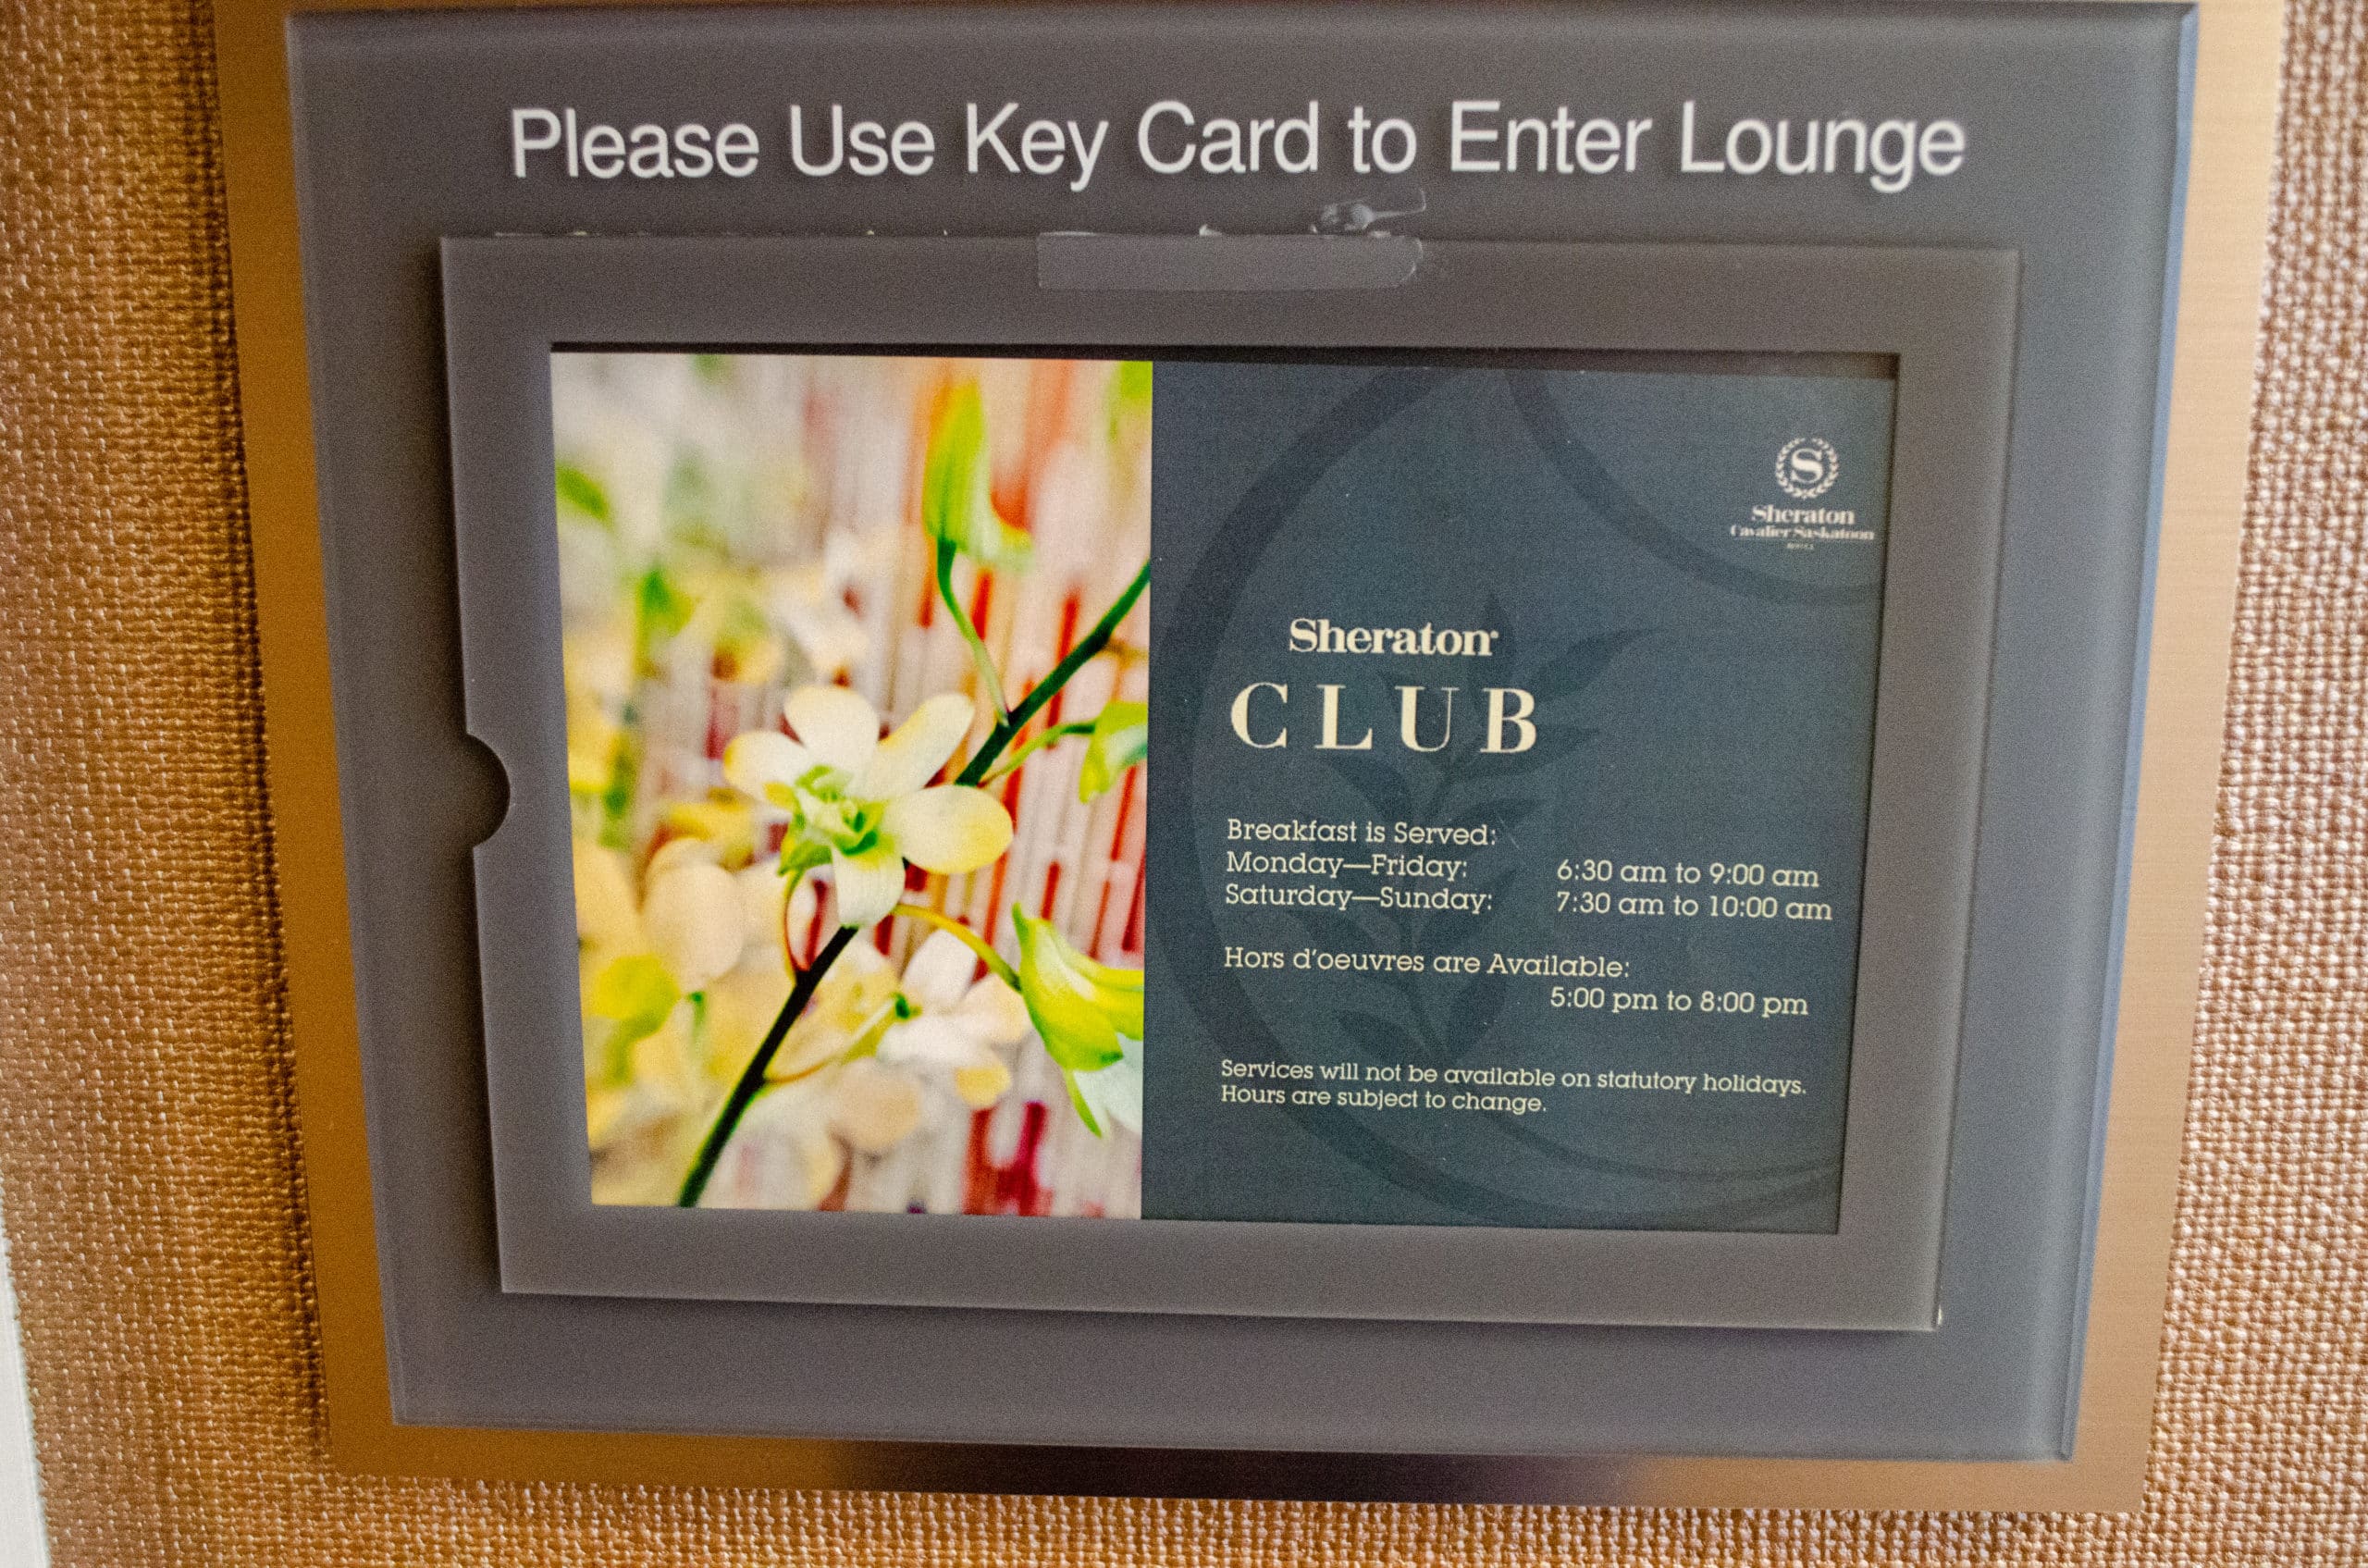 Please Use Key Card to Enter Lounge
S
Sheraton
Cavalier Saskatoon
HOTEL
Sheraton
CLUB
Breakfast is Served:
Monday—Friday: 6:30 am to 9:00 am
Saturday—Sunday: 7:30 am to 10:00 am
Hors d'oeuvres are Available:
5:00 pm to 8:00 pm
Services will not be available on statutory holidays.
Hours are subject to change.